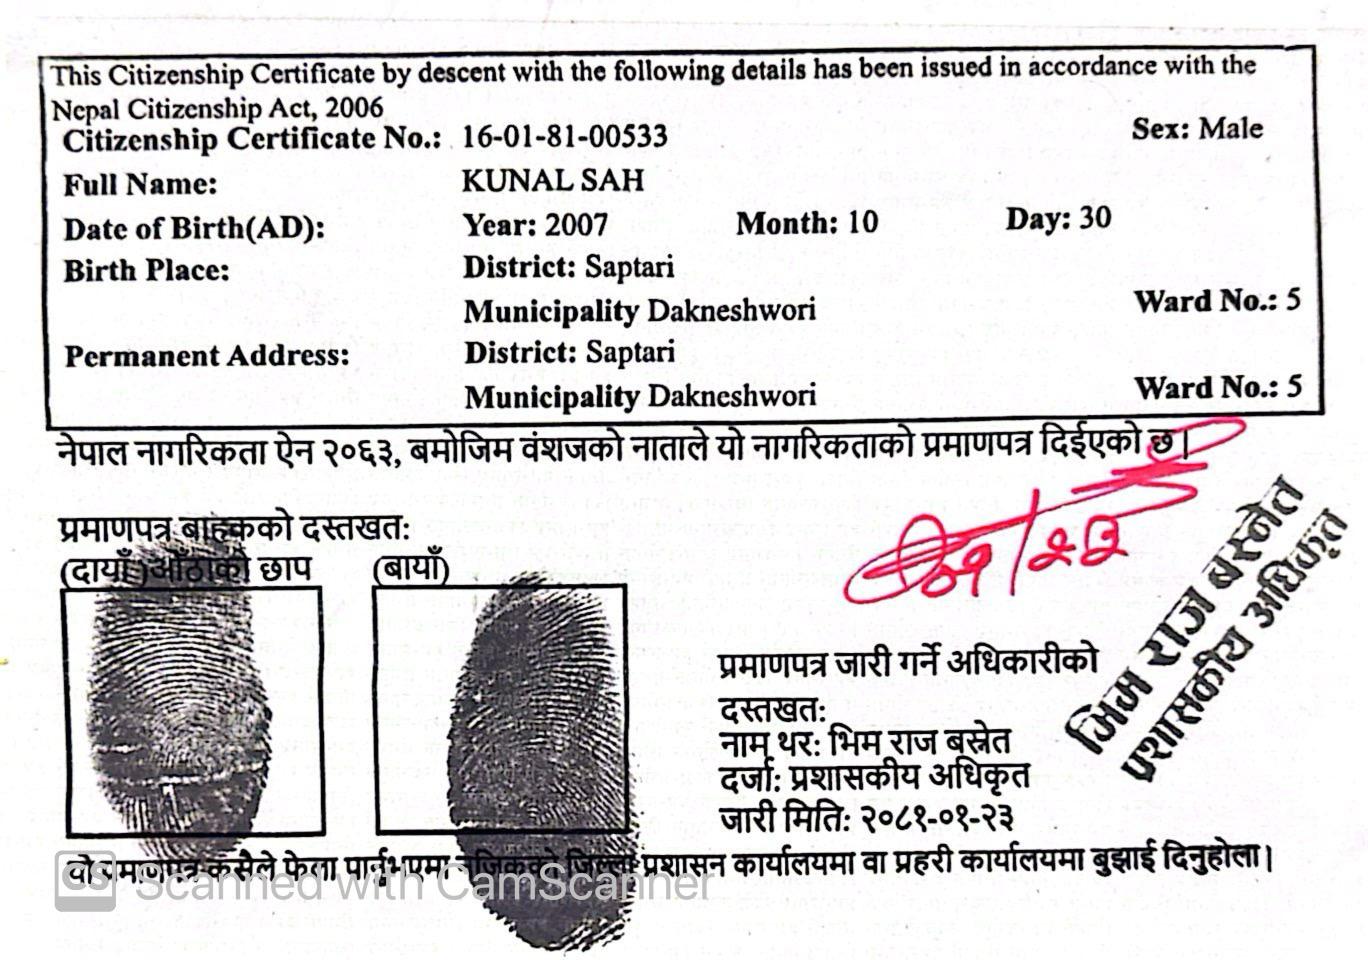 This Citizenship Certificate by descent with the following details has been issued in accordance with the
Nepal Citizenship Act, 2006
Citizenship Certificate No.: 16-01-81-00533 Sex: Male
Full Name: KUNAL SAH
Date of Birth(AD): Year: 2007 Month: 10 Day: 30
Birth Place: District: Saptari
Municipality Dakneshwori Ward No.: 5
Permanent Address: District: Saptari
Municipality Dakneshwori Ward No.: 5
नेपाल नागरिकता ऐन २०६३, बमोजिम वंशजको नाताले यो नागरिकताको प्रमाणपत्र दिईएको छ।
प्रमाणपत्र बाहकको दस्तखत:
(दायाँ)औंठाको छाप (बायाँ)
भिम राज बस्नेत
प्रशासकीय अधिकृत
प्रमाणपत्र जारी गर्ने अधिकारीको
दस्तखत:
नाम थर: भिम राज बस्नेत
दर्जा: प्रशासकीय अधिकृत
जारी मिति: २०८१-०१-२३
यो प्रमाणपत्र कसैले फेला पार्नुभएमा नजिकको जिल्ला प्रशासन कार्यालयमा वा प्रहरी कार्यालयमा बुझाई दिनुहोला।
CS Scanned with CamScanner